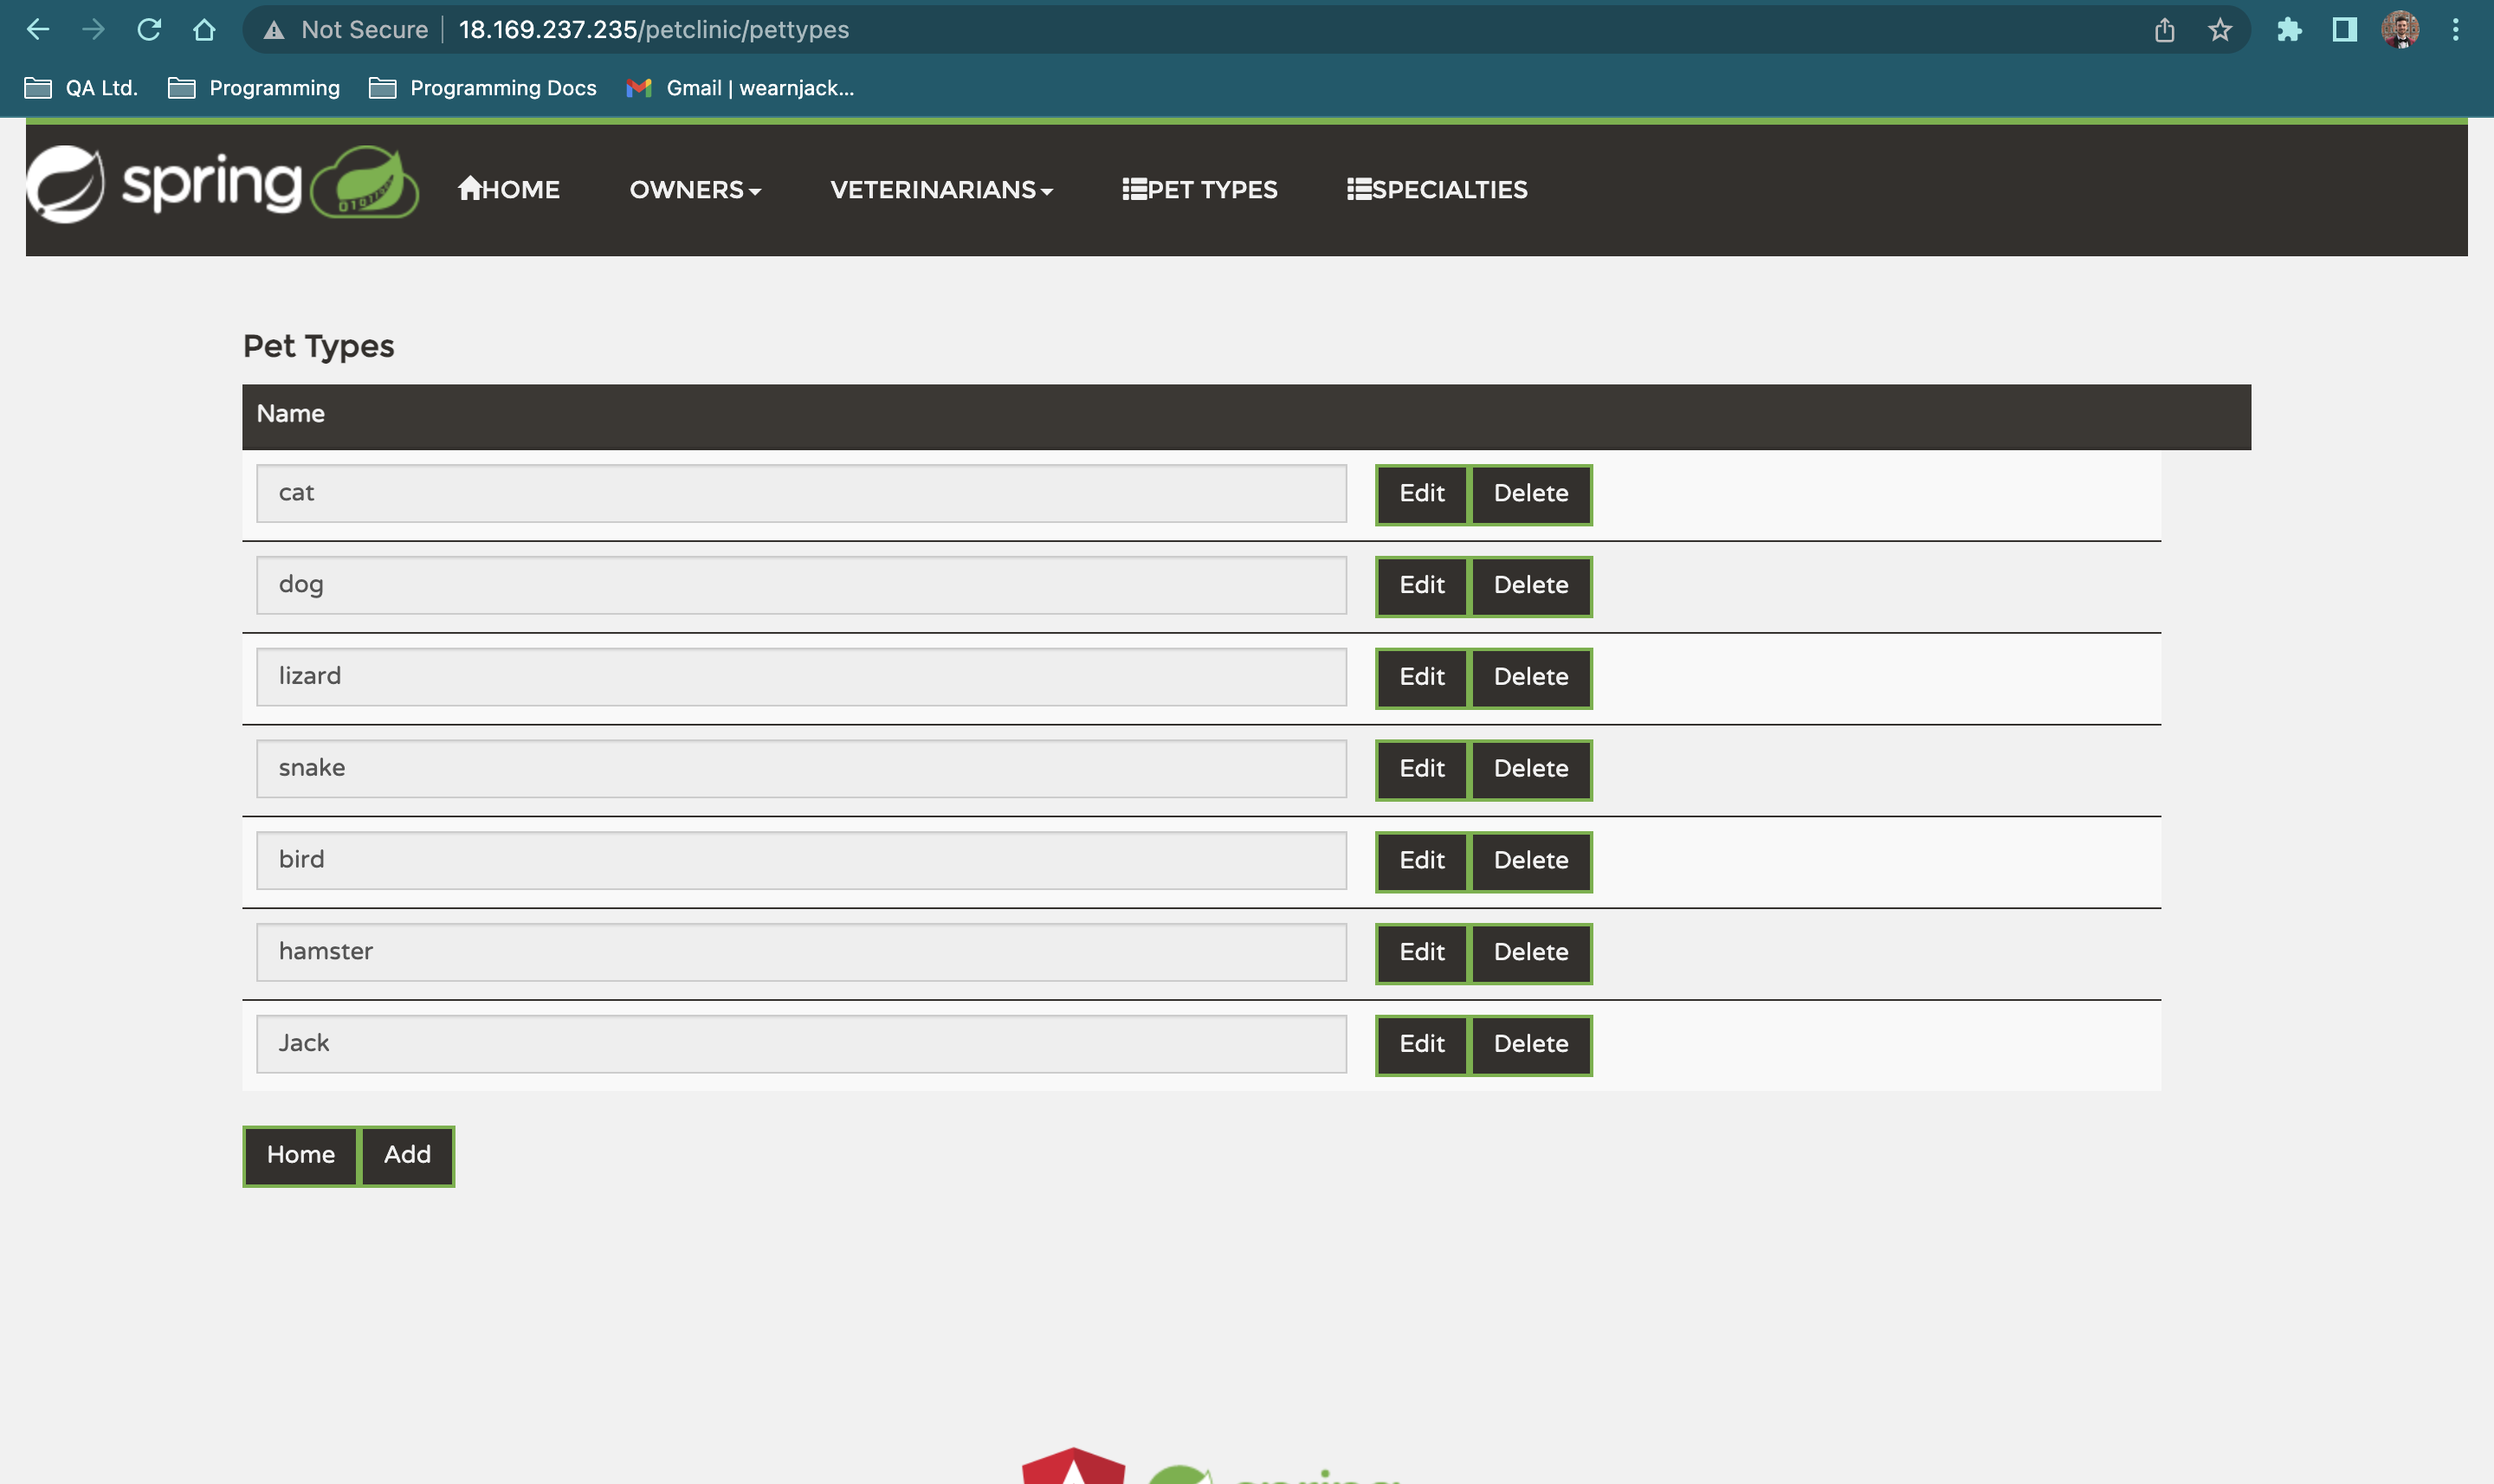 Not Secure 18.169.237.235/petclinic/pettypes
QA Ltd. Programming Programming Docs Gmail | wearnjack...
spring HOME OWNERS VETERINARIANS PET TYPES SPECIALTIES
Pet Types
Name
cat Edit Delete
dog Edit Delete
lizard Edit Delete
snake Edit Delete
bird Edit Delete
hamster Edit Delete
Jack Edit Delete
Home Add